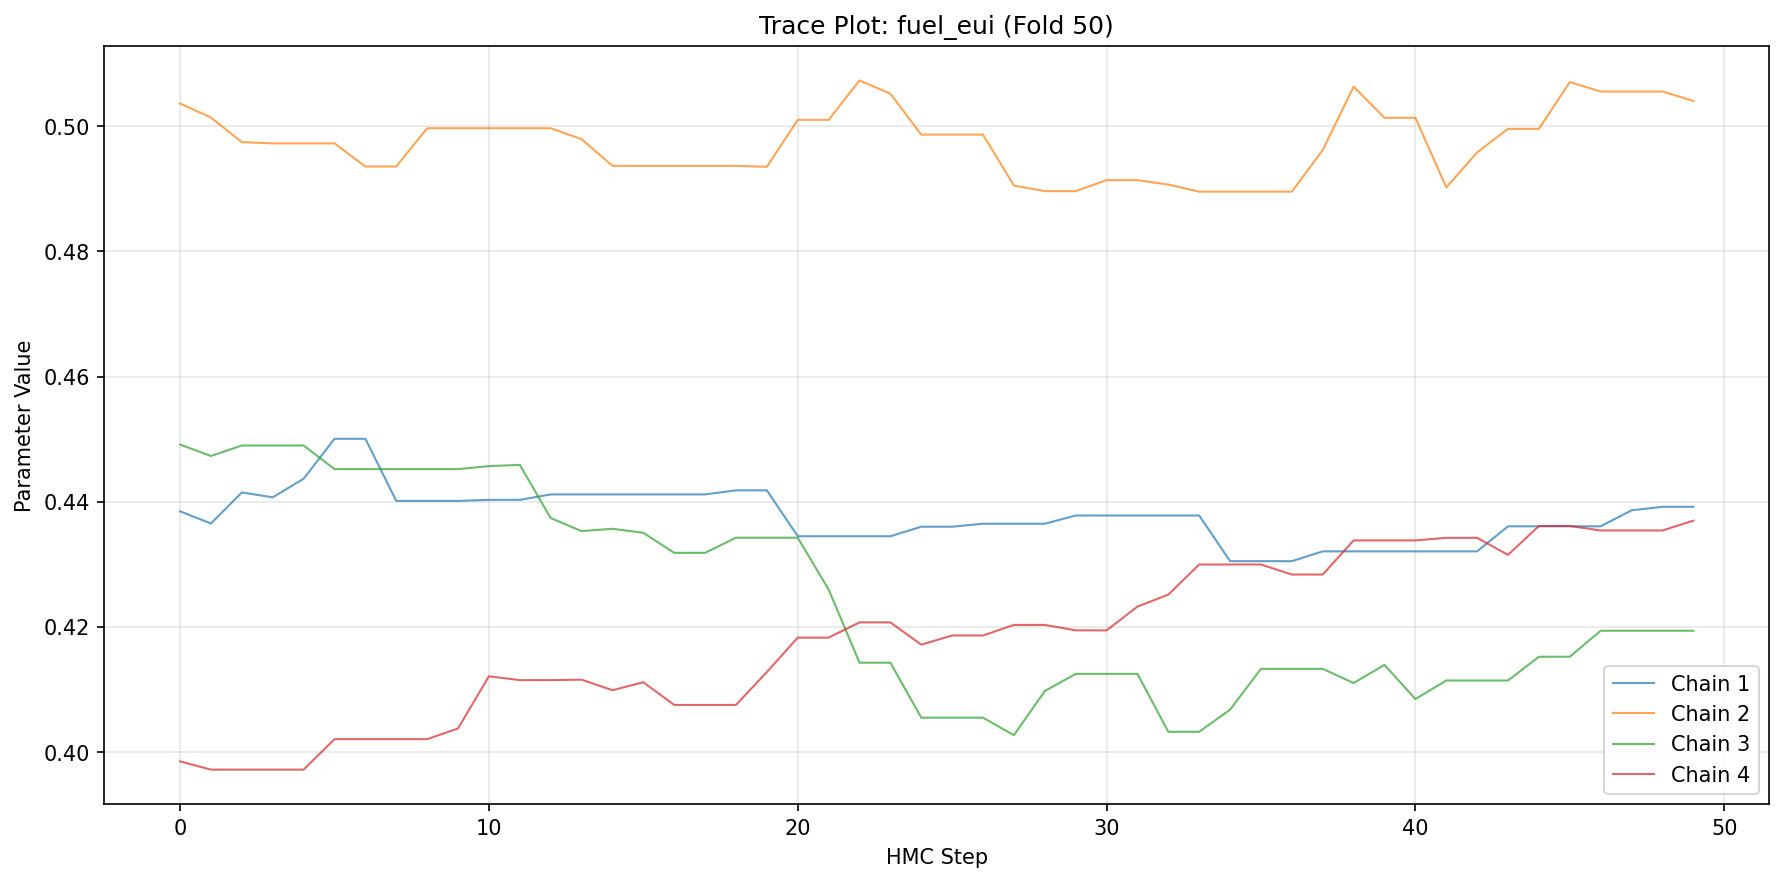 Trace Plot: fuel_eui (Fold 50)
Parameter Value
0.50
0.48
0.46
0.44
0.42
0.40
0 10 20 30 40 50
HMC Step
Chain 1
Chain 2
Chain 3
Chain 4